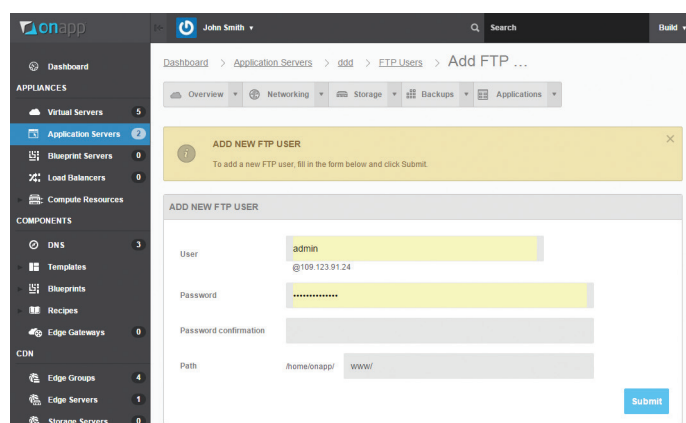 onapp
John Smith
Search
Build
Dashboard
APPLIANCES
Virtual Servers 5
Application Servers 2
Blueprint Servers 0
Load Balancers 0
Compute Resources
COMPONENTS
DNS 3
Templates
Blueprints
Recipes
Edge Gateways 0
CDN
Edge Groups 4
Edge Servers 1
Storage Servers 0
Dashboard > Application Servers > ddd > FTP Users > Add FTP ...
Overview Networking Storage Backups Applications
ADD NEW FTP USER
To add a new FTP user, fill in the form below and click Submit.
ADD NEW FTP USER
User admin
@109.123.91.24
Password ••••••••••••••
Password confirmation
Path /home/onapp/ www/
Submit